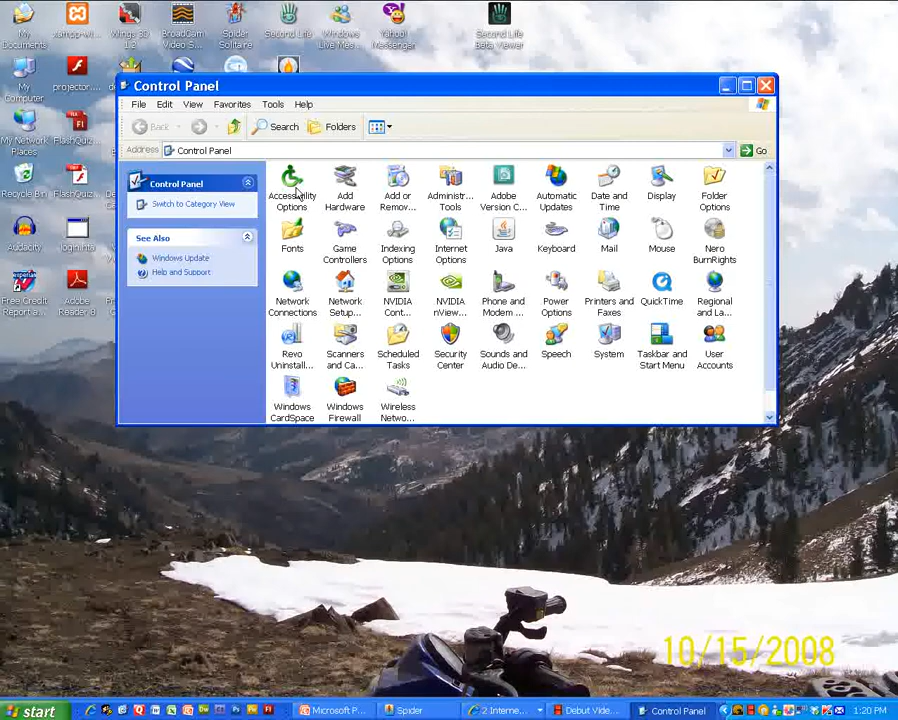 My Documents
xampp-wi...
Wings 3D 1.2
BroadCam Video S...
Spider Solitaire
Second Life
Windows Live Mes...
Yahoo! Messenger
Second Life Beta Viewer
My Computer
projector....
My Network Places
FlashQuiz...
Recycle Bin
FlashQuiz...
Audacity
login.hta
Free Credit Report a...
Adobe Reader 8
Control Panel
File Edit View Favorites Tools Help
Back Search Folders
Address Control Panel Go
Control Panel
Switch to Category View
See Also
Windows Update
Help and Support
Accessibility Options
Add Hardware
Add or Remov...
Administr... Tools
Adobe Version C...
Automatic Updates
Date and Time
Display
Folder Options
Fonts
Game Controllers
Indexing Options
Internet Options
Java
Keyboard
Mail
Mouse
Nero BurnRights
Network Connections
Network Setup...
NVIDIA Cont...
NVIDIA nView...
Phone and Modem ...
Power Options
Printers and Faxes
QuickTime
Regional and La...
Revo Uninstall...
Scanners and Ca...
Scheduled Tasks
Security Center
Sounds and Audio De...
Speech
System
Taskbar and Start Menu
User Accounts
Windows CardSpace
Windows Firewall
Wireless Netwo...
10/15/2008
start
Microsoft P...
Spider
2 Interne...
Debut Vide...
Control Panel
1:20 PM